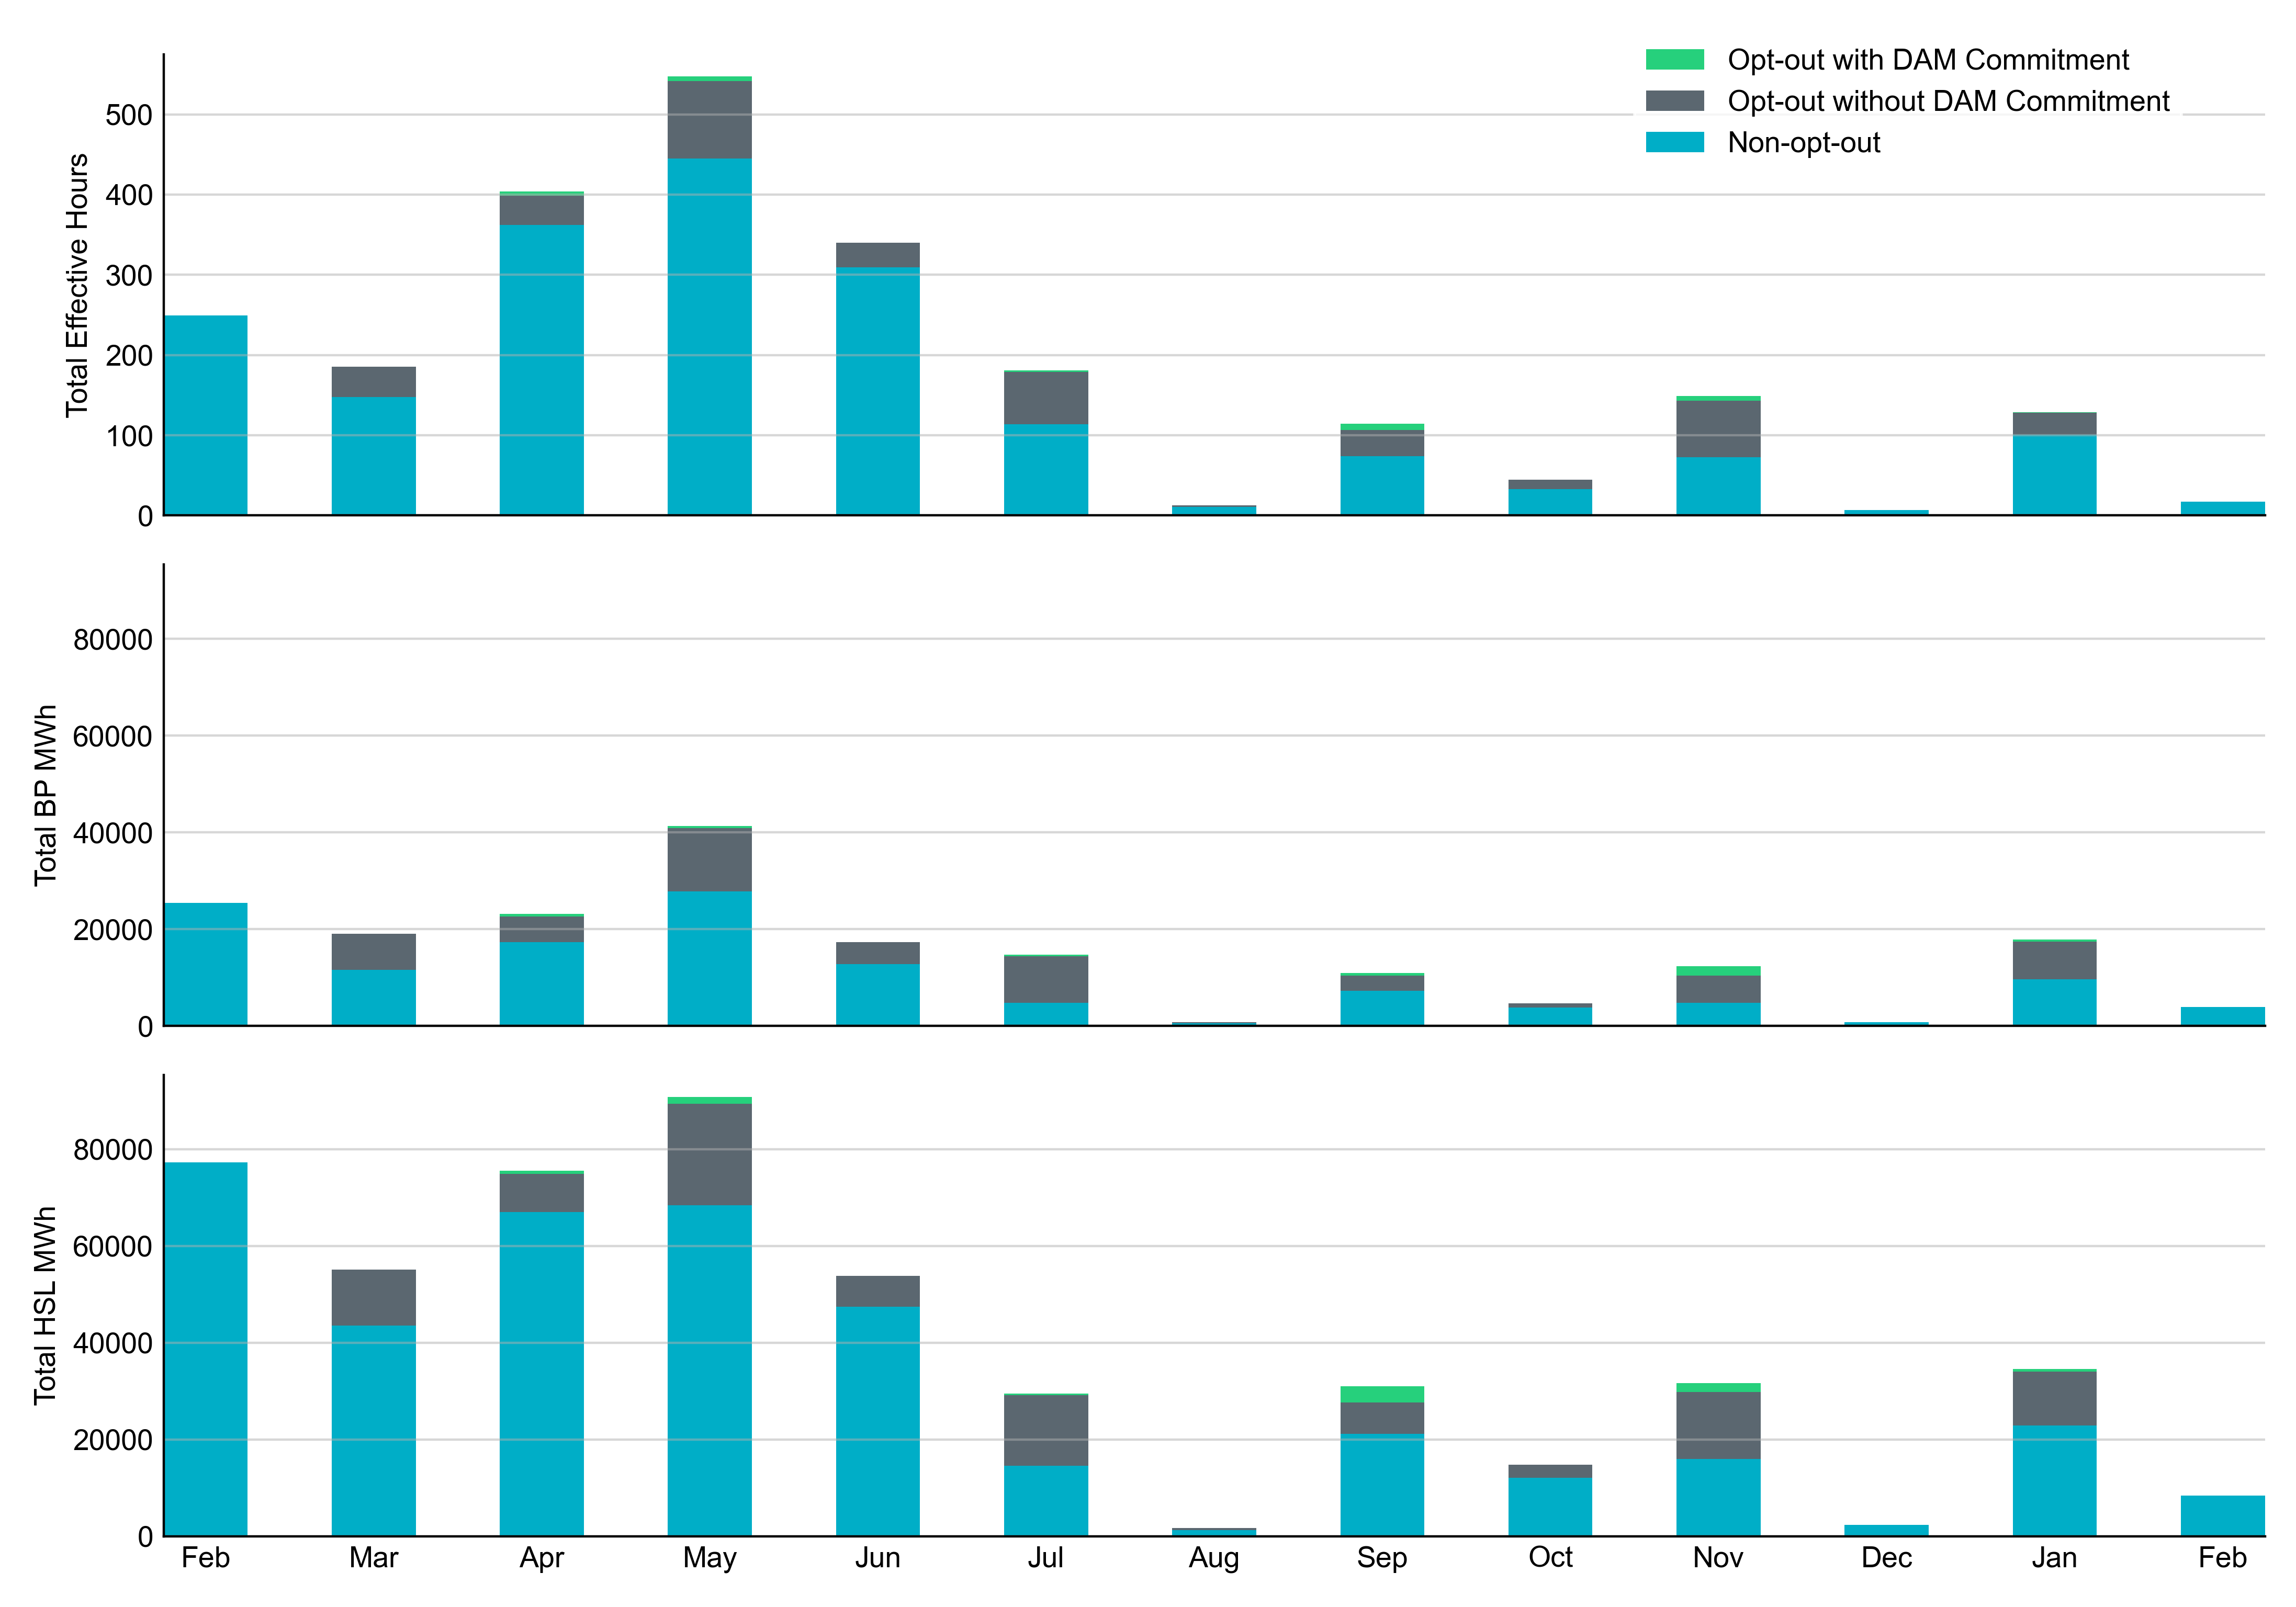 Opt-out with DAM Commitment
Opt-out without DAM Commitment
Non-opt-out
Total Effective Hours
500
400
300
200
100
0
Total BP MWh
80000
60000
40000
20000
0
Total HSL MWh
80000
60000
40000
20000
0
Feb Mar Apr May Jun Jul Aug Sep Oct Nov Dec Jan Feb